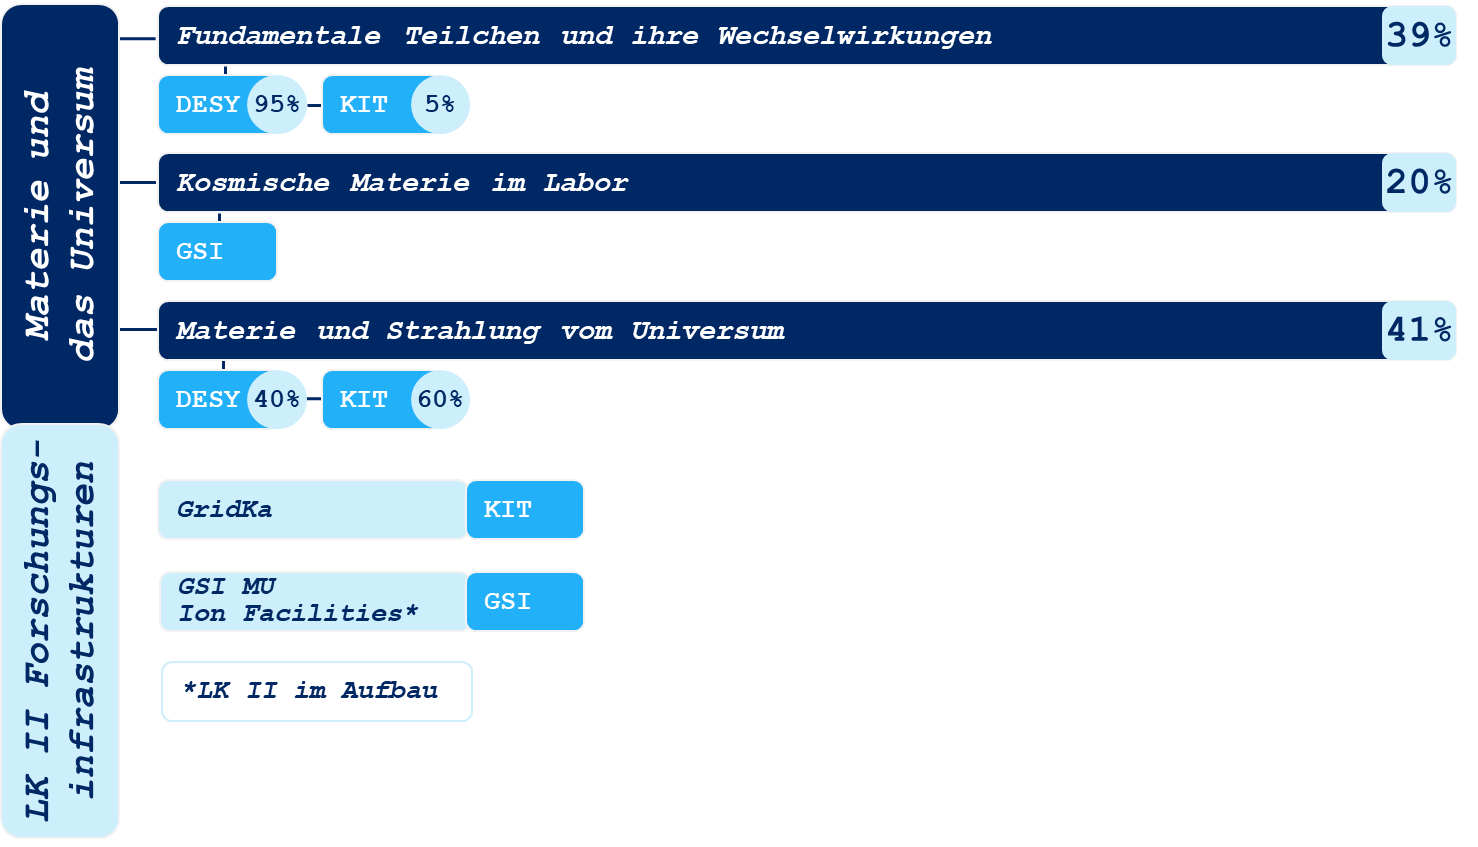 Materie und
das Universum
Fundamentale Teilchen und ihre Wechselwirkungen 39%
DESY 95% KIT 5%
Kosmische Materie im Labor 20%
GSI
Materie und Strahlung vom Universum 41%
DESY 40% KIT 60%
LK II Forschungs-
infrastrukturen
GridKa KIT
GSI MU
Ion Facilities* GSI
*LK II im Aufbau